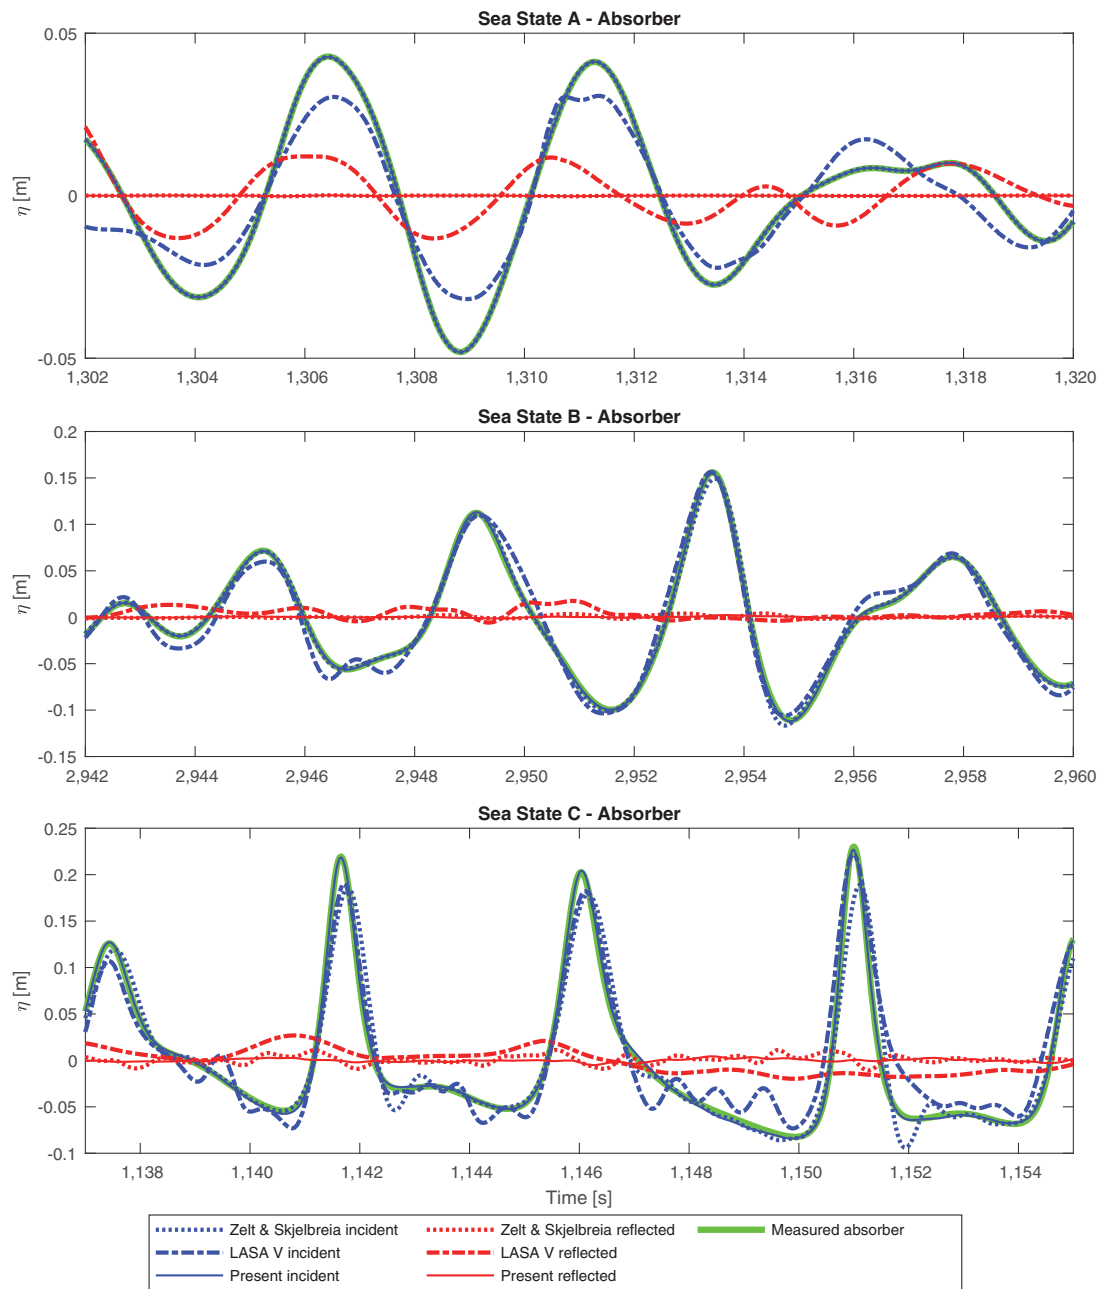 Sea State A - Absorber
0.05
0
-0.05
η [m]
1,302 1,304 1,306 1,308 1,310 1,312 1,314 1,316 1,318 1,320
Sea State B - Absorber
0.2
0.15
0.1
0.05
0
-0.05
-0.1
-0.15
η [m]
2,942 2,944 2,946 2,948 2,950 2,952 2,954 2,956 2,958 2,960
Sea State C - Absorber
0.25
0.2
0.15
0.1
0.05
0
-0.05
-0.1
η [m]
1,138 1,140 1,142 1,144 1,146 1,148 1,150 1,152 1,154
Time [s]
Zelt & Skjelbreia incident Zelt & Skjelbreia reflected Measured absorber
LASA V incident LASA V reflected
Present incident Present reflected